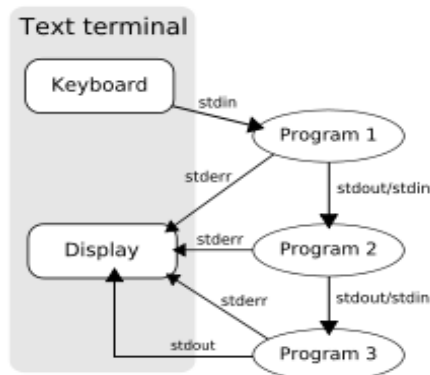 Text terminal
Keyboard
stdin
Program 1
stderr
stdout/stdin
Display
stderr
Program 2
stderr
stdout/stdin
stdout
Program 3